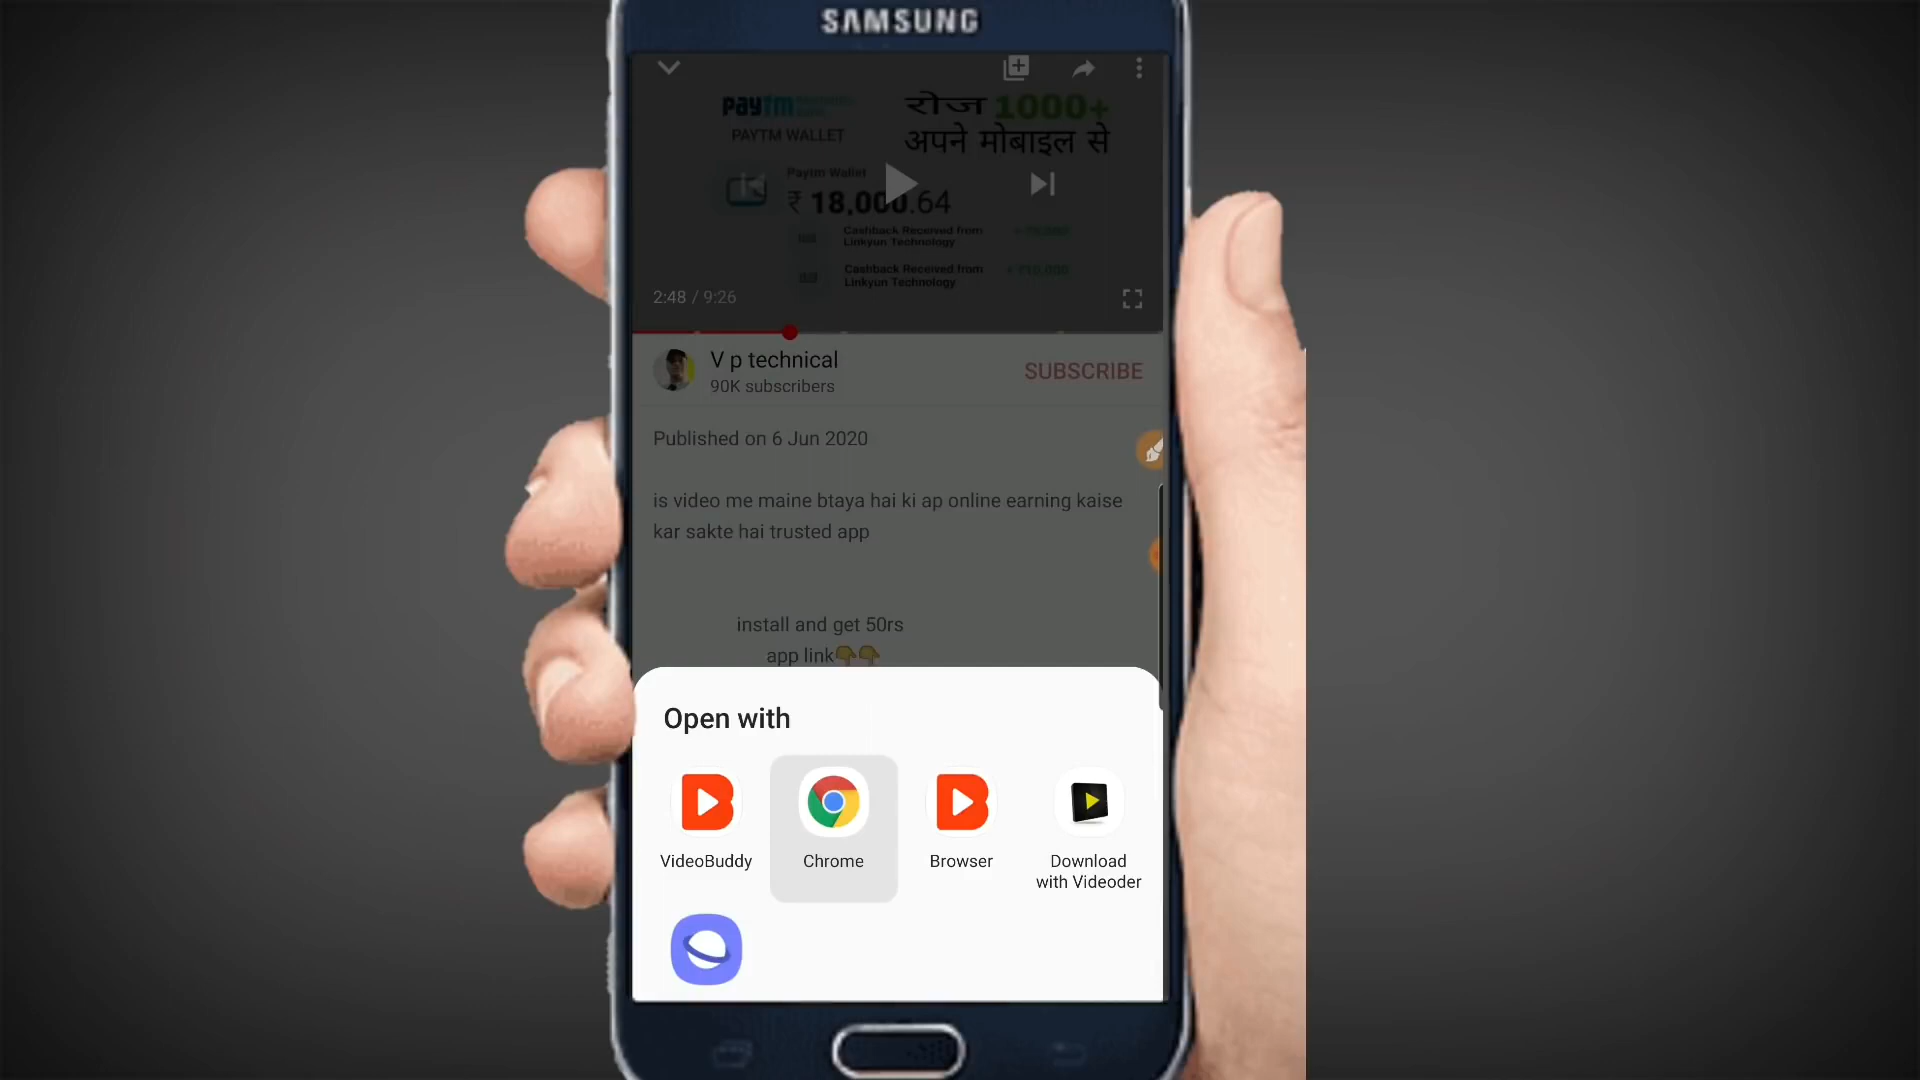 SAMSUNG
paytm
PAYTM WALLET
रोज 1000+
अपने मोबाइल से
Paytm Wallet
₹ 18,000.64
Cashback Received from
Linkyun Technology
Cashback Received from
Linkyun Technology
+ ₹10,000
2:48 / 9:26
V p technical
90K subscribers
SUBSCRIBE
Published on 6 Jun 2020
is video me maine btaya hai ki ap online earning kaise
kar sakte hai trusted app
install and get 50rs
app link👇👇
Open with
VideoBuddy
Chrome
Browser
Download
with Videoder